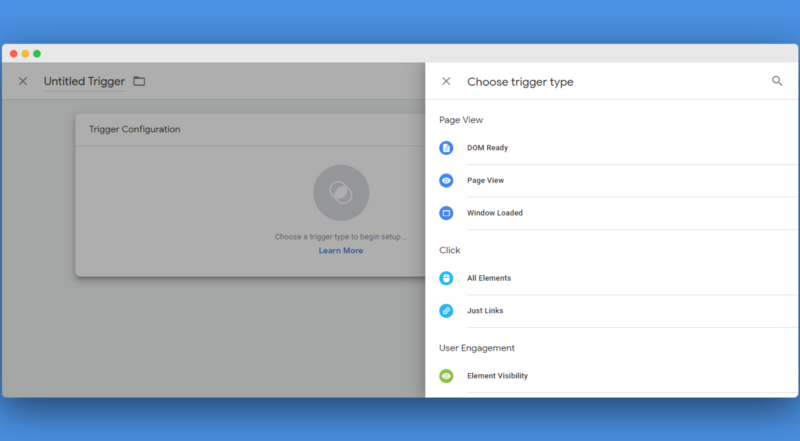 Untitled Trigger
Trigger Configuration
Choose a trigger type to begin setup...
Learn More
Choose trigger type
Page View
DOM Ready
Page View
Window Loaded
Click
All Elements
Just Links
User Engagement
Element Visibility